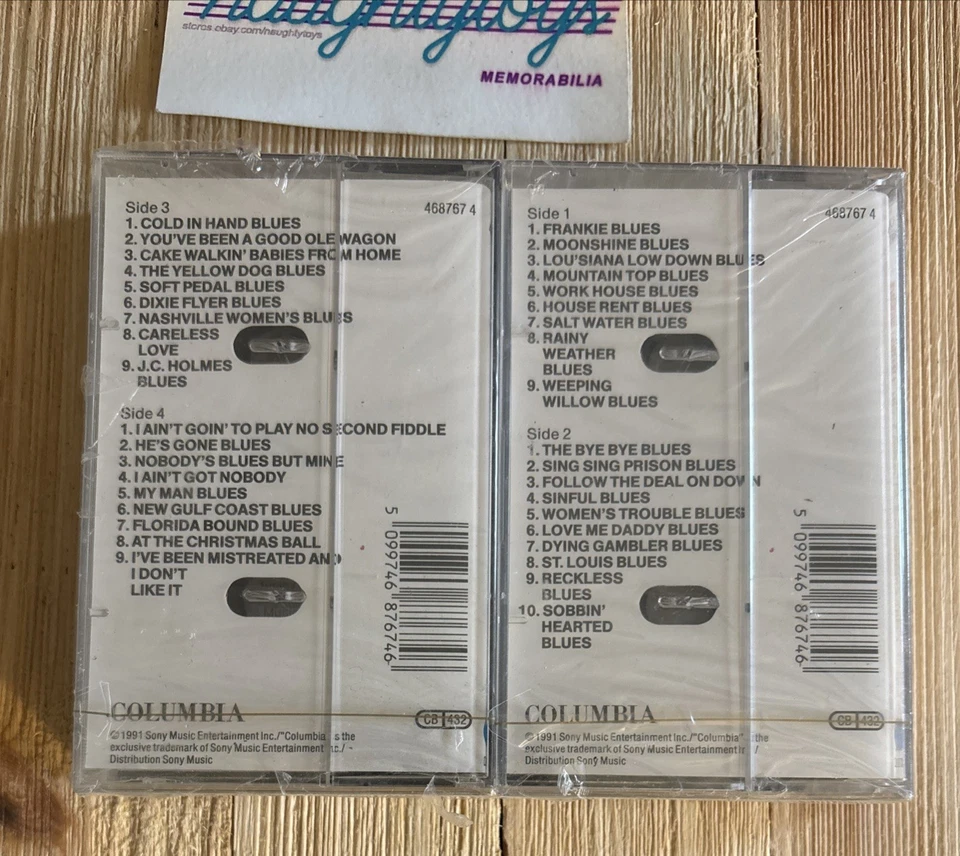 naughtytoys
stores.ebay.com/naughtytoys
MEMORABILIA
Side 3
468767 4
1. COLD IN HAND BLUES
2. YOU'VE BEEN A GOOD OLE WAGON
3. CAKE WALKIN' BABIES FROM HOME
4. THE YELLOW DOG BLUES
5. SOFT PEDAL BLUES
6. DIXIE FLYER BLUES
7. NASHVILLE WOMEN'S BLUES
8. CARELESS
LOVE
9. J.C. HOLMES
BLUES
Side 4
1. I AIN'T GOIN' TO PLAY NO SECOND FIDDLE
2. HE'S GONE BLUES
3. NOBODY'S BLUES BUT MINE
4. I AIN'T GOT NOBODY
5. MY MAN BLUES
6. NEW GULF COAST BLUES
7. FLORIDA BOUND BLUES
8. AT THE CHRISTMAS BALL
9. I'VE BEEN MISTREATED AND
I DON'T
LIKE IT
5 099746 876746
COLUMBIA
CB 432
©1991 Sony Music Entertainment Inc./"Columbia" is the
exclusive trademark of Sony Music Entertainment Inc./
Distribution Sony Music
Side 1
468767 4
1. FRANKIE BLUES
2. MOONSHINE BLUES
3. LOU'SIANA LOW DOWN BLUES
4. MOUNTAIN TOP BLUES
5. WORK HOUSE BLUES
6. HOUSE RENT BLUES
7. SALT WATER BLUES
8. RAINY
WEATHER
BLUES
9. WEEPING
WILLOW BLUES
Side 2
1. THE BYE BYE BLUES
2. SING SING PRISON BLUES
3. FOLLOW THE DEAL ON DOWN
4. SINFUL BLUES
5. WOMEN'S TROUBLE BLUES
6. LOVE ME DADDY BLUES
7. DYING GAMBLER BLUES
8. ST. LOUIS BLUES
9. RECKLESS
BLUES
10. SOBBIN'
HEARTED
BLUES
5 099746 876746
COLUMBIA
CB 432
©1991 Sony Music Entertainment Inc./"Columbia"
exclusive trademark of Sony Music Entertainment
Distribution Sony Music